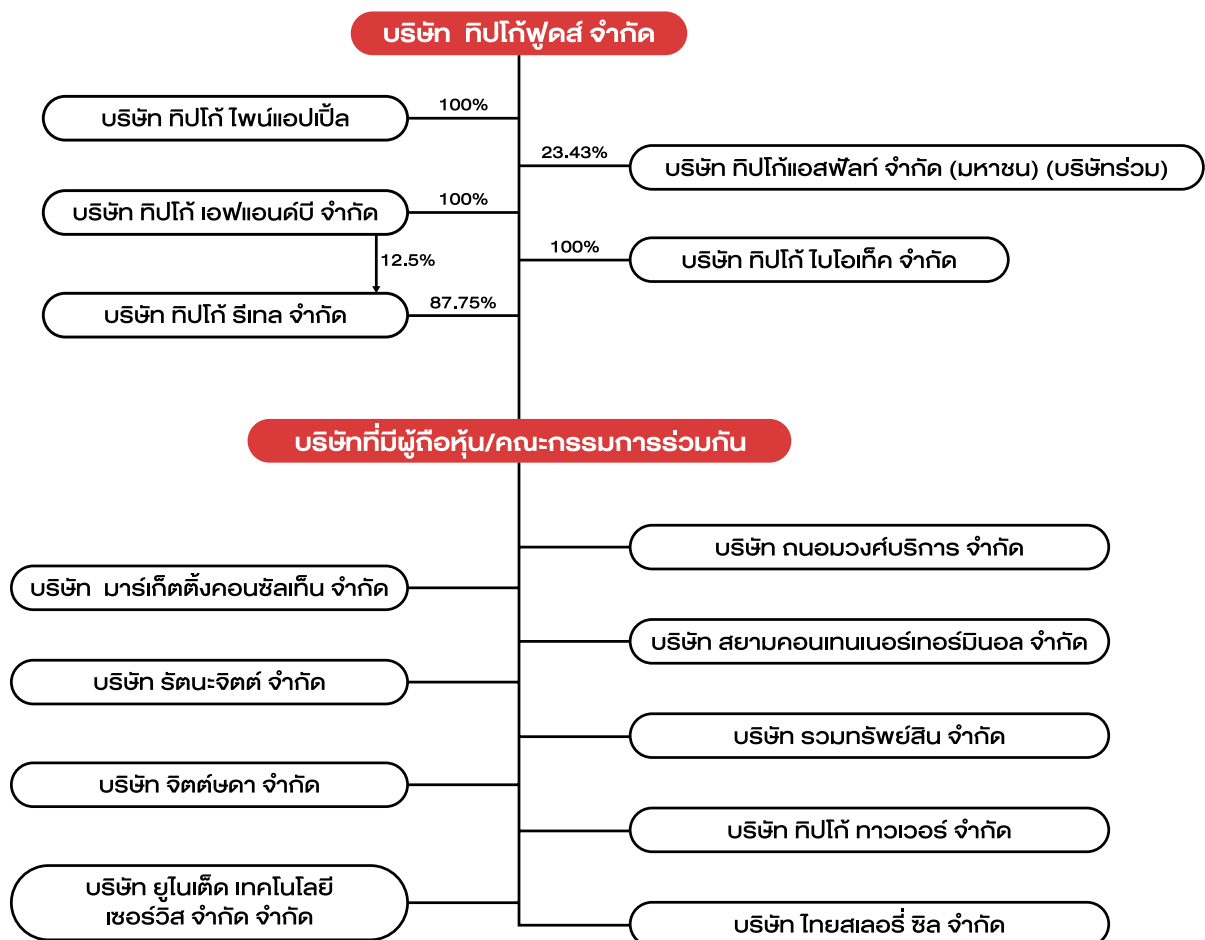 บริษัท ทิปโก้ฟูดส์ จำกัด
100%
บริษัท ทิปโก้ ไพน์แอปเปิ้ล
23.43%
บริษัท ทิปโก้แอสฟัลท์ จำกัด (มหาชน) (บริษัทร่วม)
100%
บริษัท ทิปโก้ เอฟแอนด์บี จำกัด
100%
บริษัท ทิปโก้ ไบโอเท็ค จำกัด
12.5%
87.75%
บริษัท ทิปโก้ รีเทล จำกัด
บริษัทที่มีผู้ถือหุ้น/คณะกรรมการร่วมกัน
บริษัท ถนอมวงศ์บริการ จำกัด
บริษัท มาร์เก็ตติ้งคอนซัลเท็น จำกัด
บริษัท สยามคอนเทนเนอร์เทอร์มินอล จำกัด
บริษัท รัตนะจิตต์ จำกัด
บริษัท รวมทรัพย์สิน จำกัด
บริษัท จิตต์ษดา จำกัด
บริษัท ทิปโก้ ทาวเวอร์ จำกัด
บริษัท ยูไนเต็ด เทคโนโลยี
เซอร์วิส จำกัด จำกัด
บริษัท ไทยสเลอรี่ ซิล จำกัด